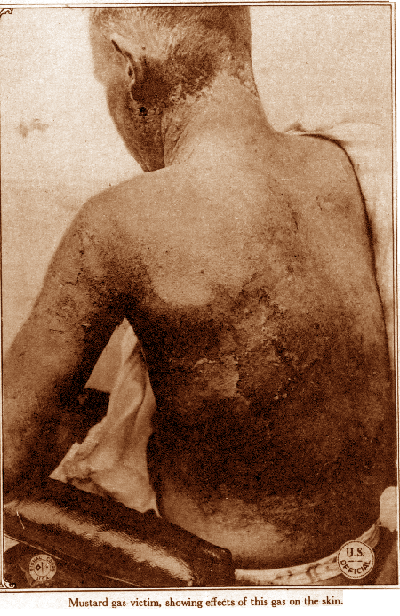 U.S.
OFFICIAL
Mustard gas victim, showing effects of this gas on the skin.